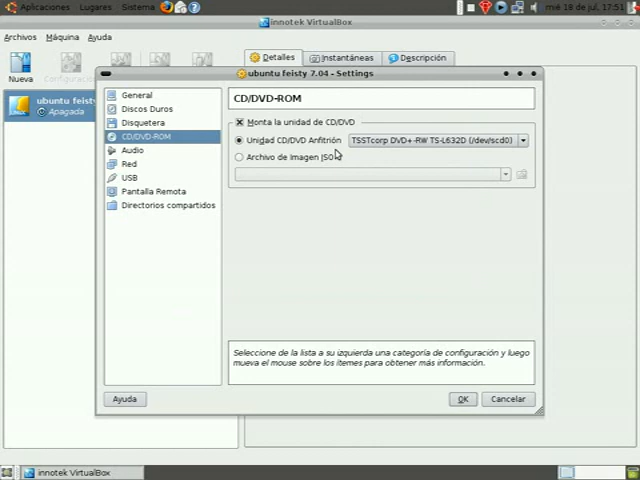 Aplicaciones Lugares Sistema mié 18 de jul, 17:51
innotek VirtualBox
Archivos Máquina Ayuda
Nueva
Detalles Instantáneas Descripción
ubuntu feisty
Apagada
ubuntu feisty 7.04 - Settings
General
Discos Duros
Disquetera
CD/DVD-ROM
Audio
Red
USB
Pantalla Remota
Directorios compartidos
CD/DVD-ROM
Monta la unidad de CD/DVD
Unidad CD/DVD Anfitrión TSSTcorp DVD+-RW TS-L632D (/dev/scd0)
Archivo de Imagen ISO
Seleccione de la lista a su izquierda una categoría de configuración y luego
mueva el mouse sobre los ítemes para obtener más información.
Ayuda OK Cancelar
innotek VirtualBox